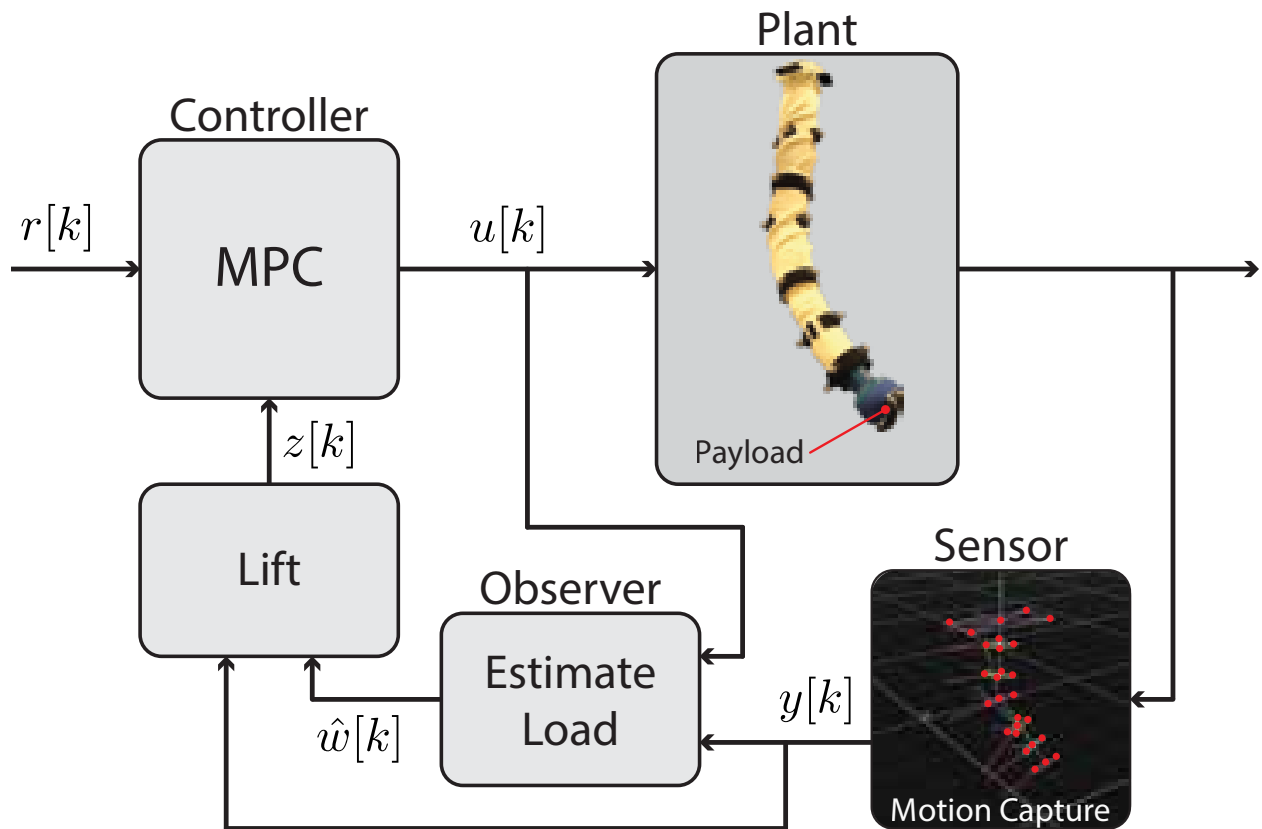 Plant
Controller
r[k]
MPC
u[k]
Payload
z[k]
Lift
Sensor
Observer
Estimate
Load
y[k]
ŵ[k]
Motion Capture